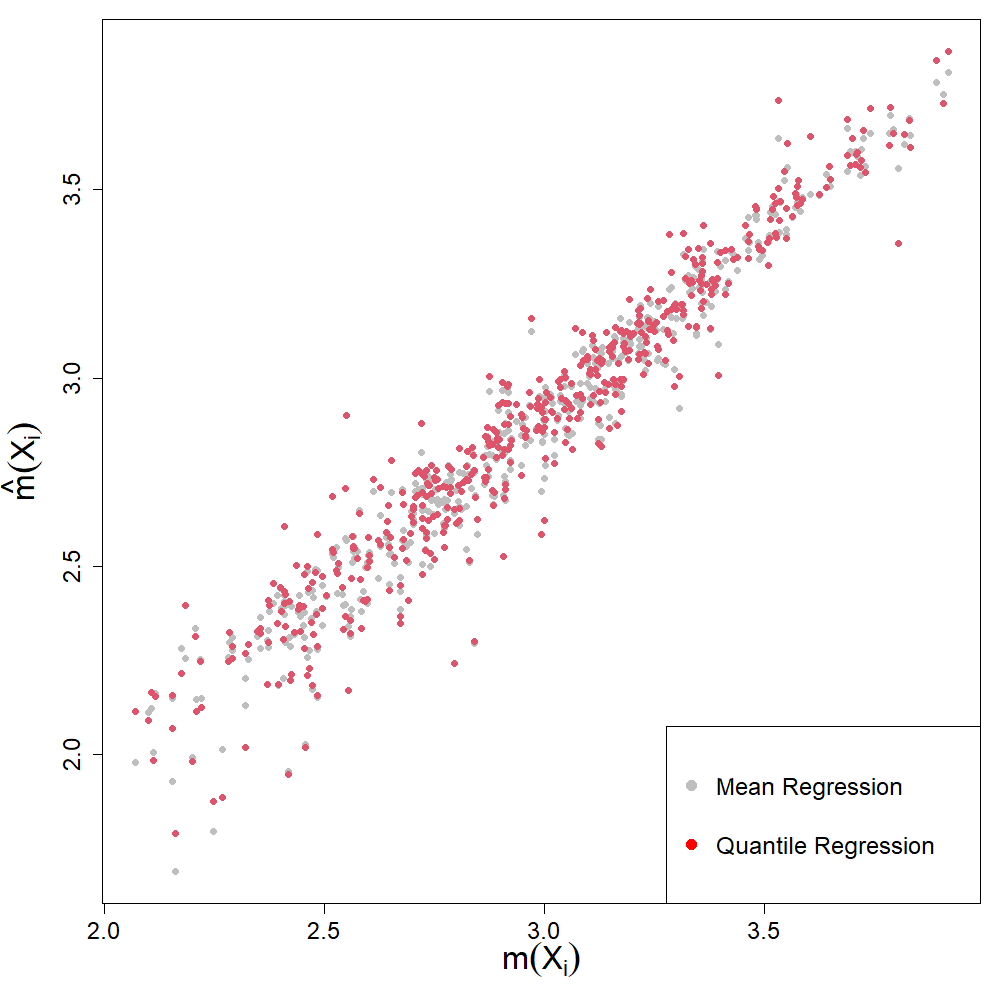 3.5
3.0
2.5
2.0
m̂(Xᵢ)
Mean Regression
Quantile Regression
2.0 2.5 3.0 3.5
m(Xᵢ)